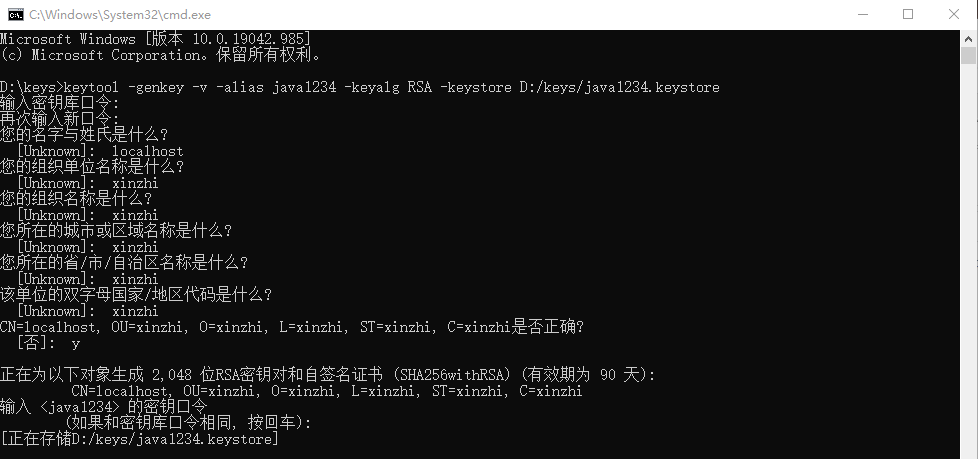 C:\Windows\System32\cmd.exe
Microsoft Windows [版本 10.0.19042.985]
(c) Microsoft Corporation。保留所有权利。
D:\keys>keytool -genkey -v -alias java1234 -keyalg RSA -keystore D:/keys/java1234.keystore
输入密钥库口令:
再次输入新口令:
您的名字与姓氏是什么?
[Unknown]:  localhost
您的组织单位名称是什么?
[Unknown]:  xinzhi
您的组织名称是什么?
[Unknown]:  xinzhi
您所在的城市或区域名称是什么?
[Unknown]:  xinzhi
您所在的省/市/自治区名称是什么?
[Unknown]:  xinzhi
该单位的双字母国家/地区代码是什么?
[Unknown]:  xinzhi
CN=localhost, OU=xinzhi, O=xinzhi, L=xinzhi, ST=xinzhi, C=xinzhi是否正确?
[否]:  y
正在为以下对象生成 2,048 位RSA密钥对和自签名证书 (SHA256withRSA) (有效期为 90 天):
CN=localhost, OU=xinzhi, O=xinzhi, L=xinzhi, ST=xinzhi, C=xinzhi
输入 <java1234> 的密钥口令
(如果和密钥库口令相同, 按回车):
[正在存储D:/keys/java1234.keystore]